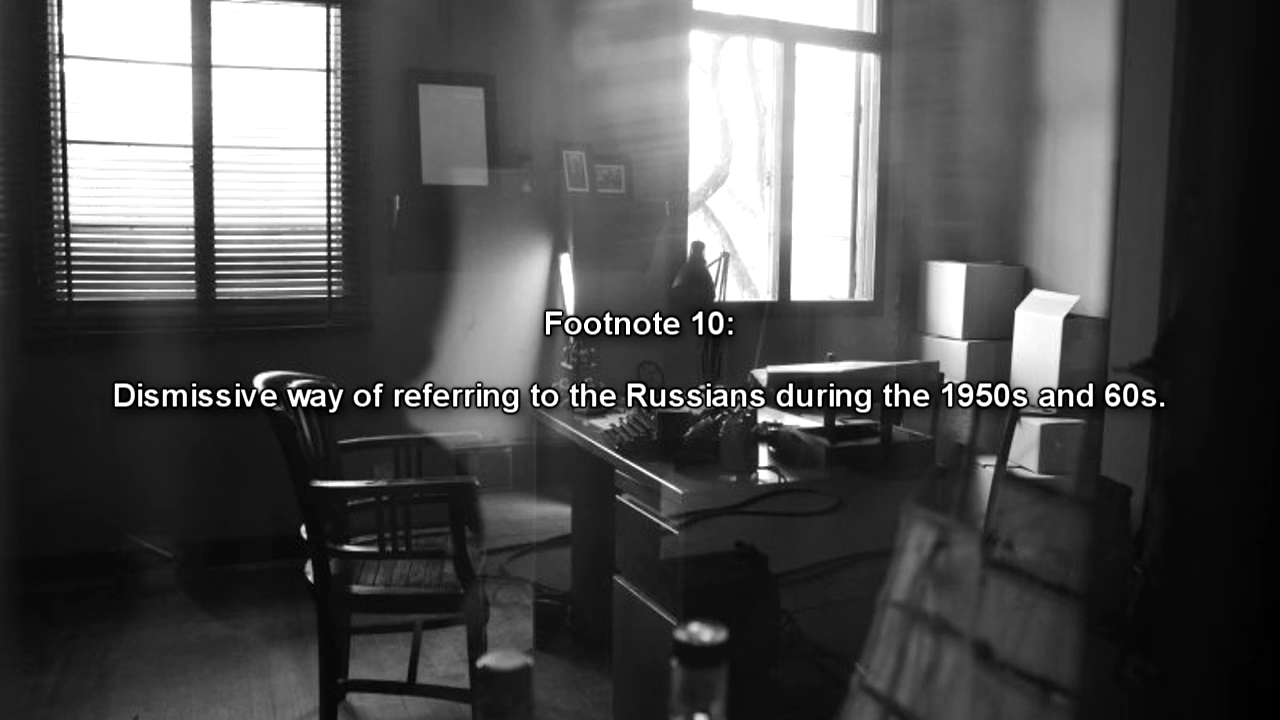 Footnote 10:
Dismissive way of referring to the Russians during the 1950s and 60s.